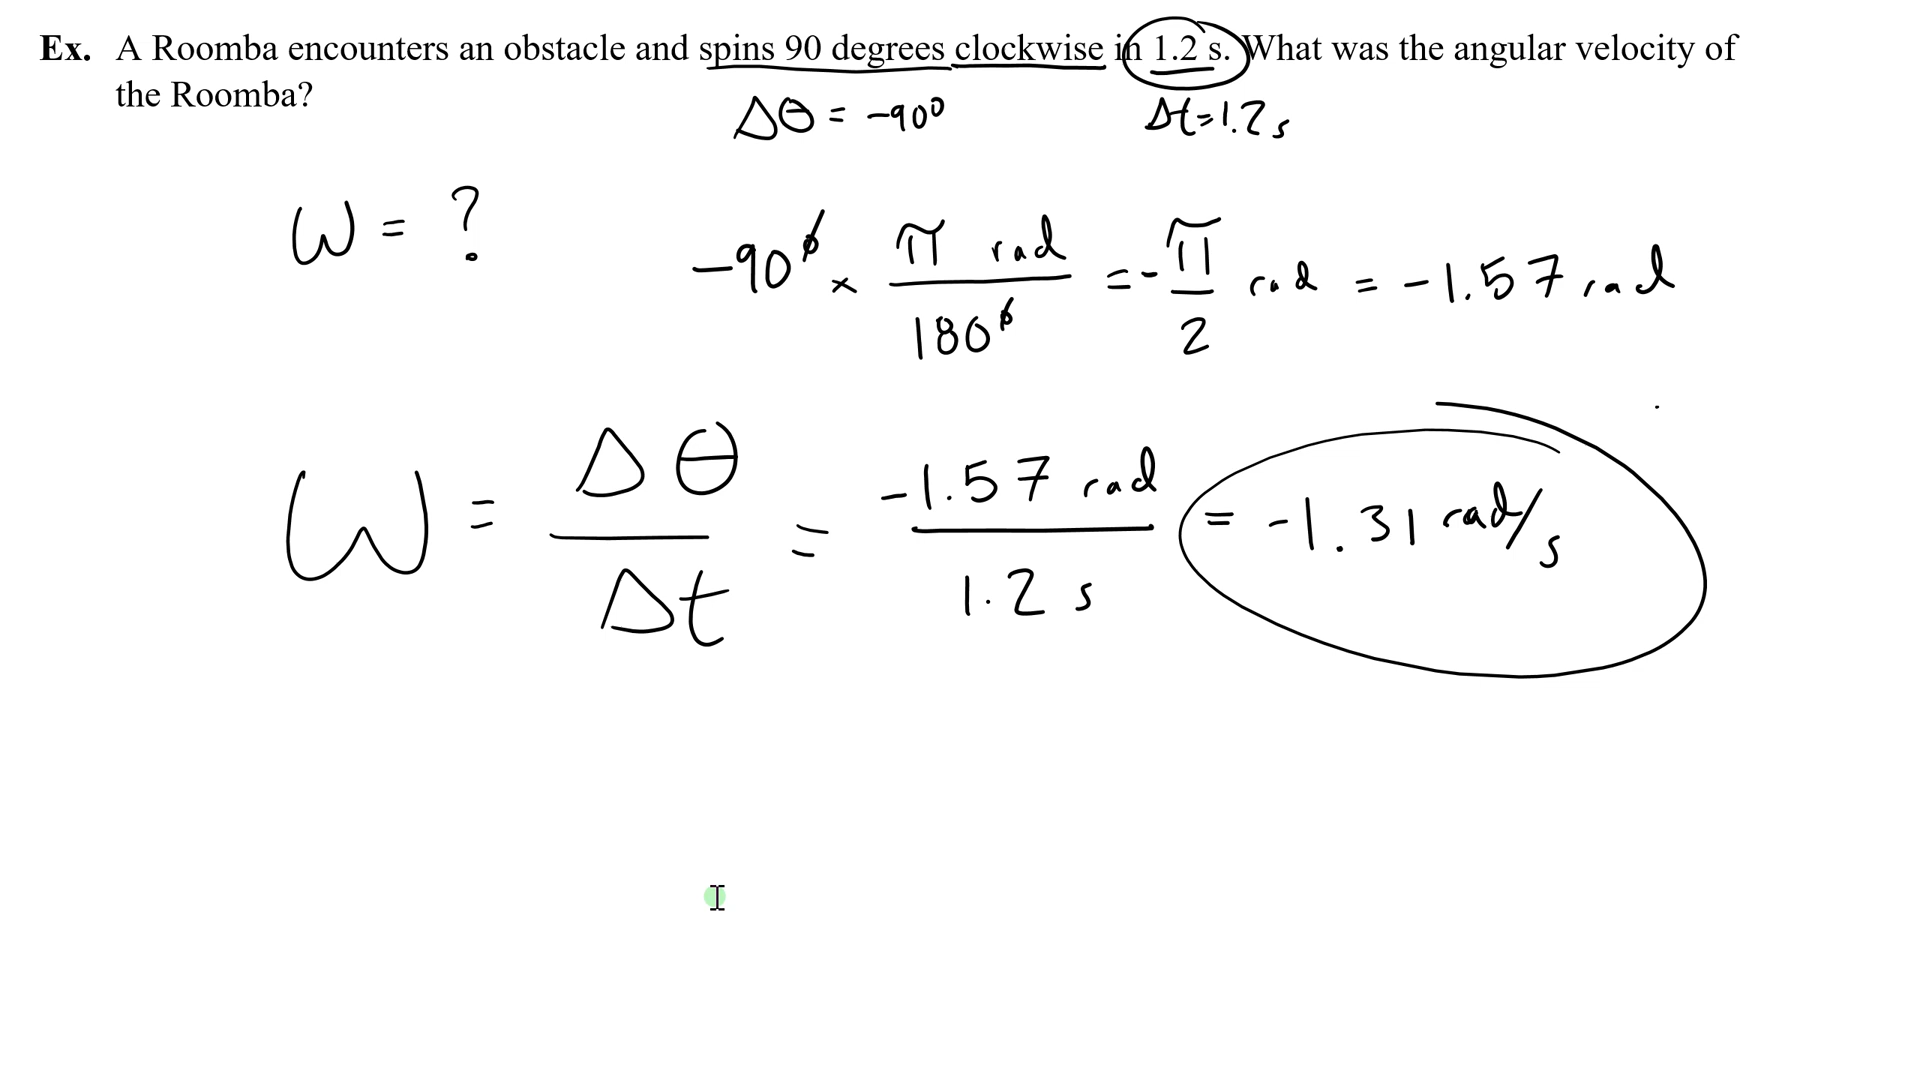 Ex. A Roomba encounters an obstacle and spins 90 degrees clockwise in 1.2 s. What was the angular velocity of
the Roomba?
Δθ = -90° Δt=1.2 s
ω = ?
-90° × π rad / 180° = -π/2 rad = -1.57 rad
ω = Δθ / Δt = -1.57 rad / 1.2 s = -1.31 rad/s